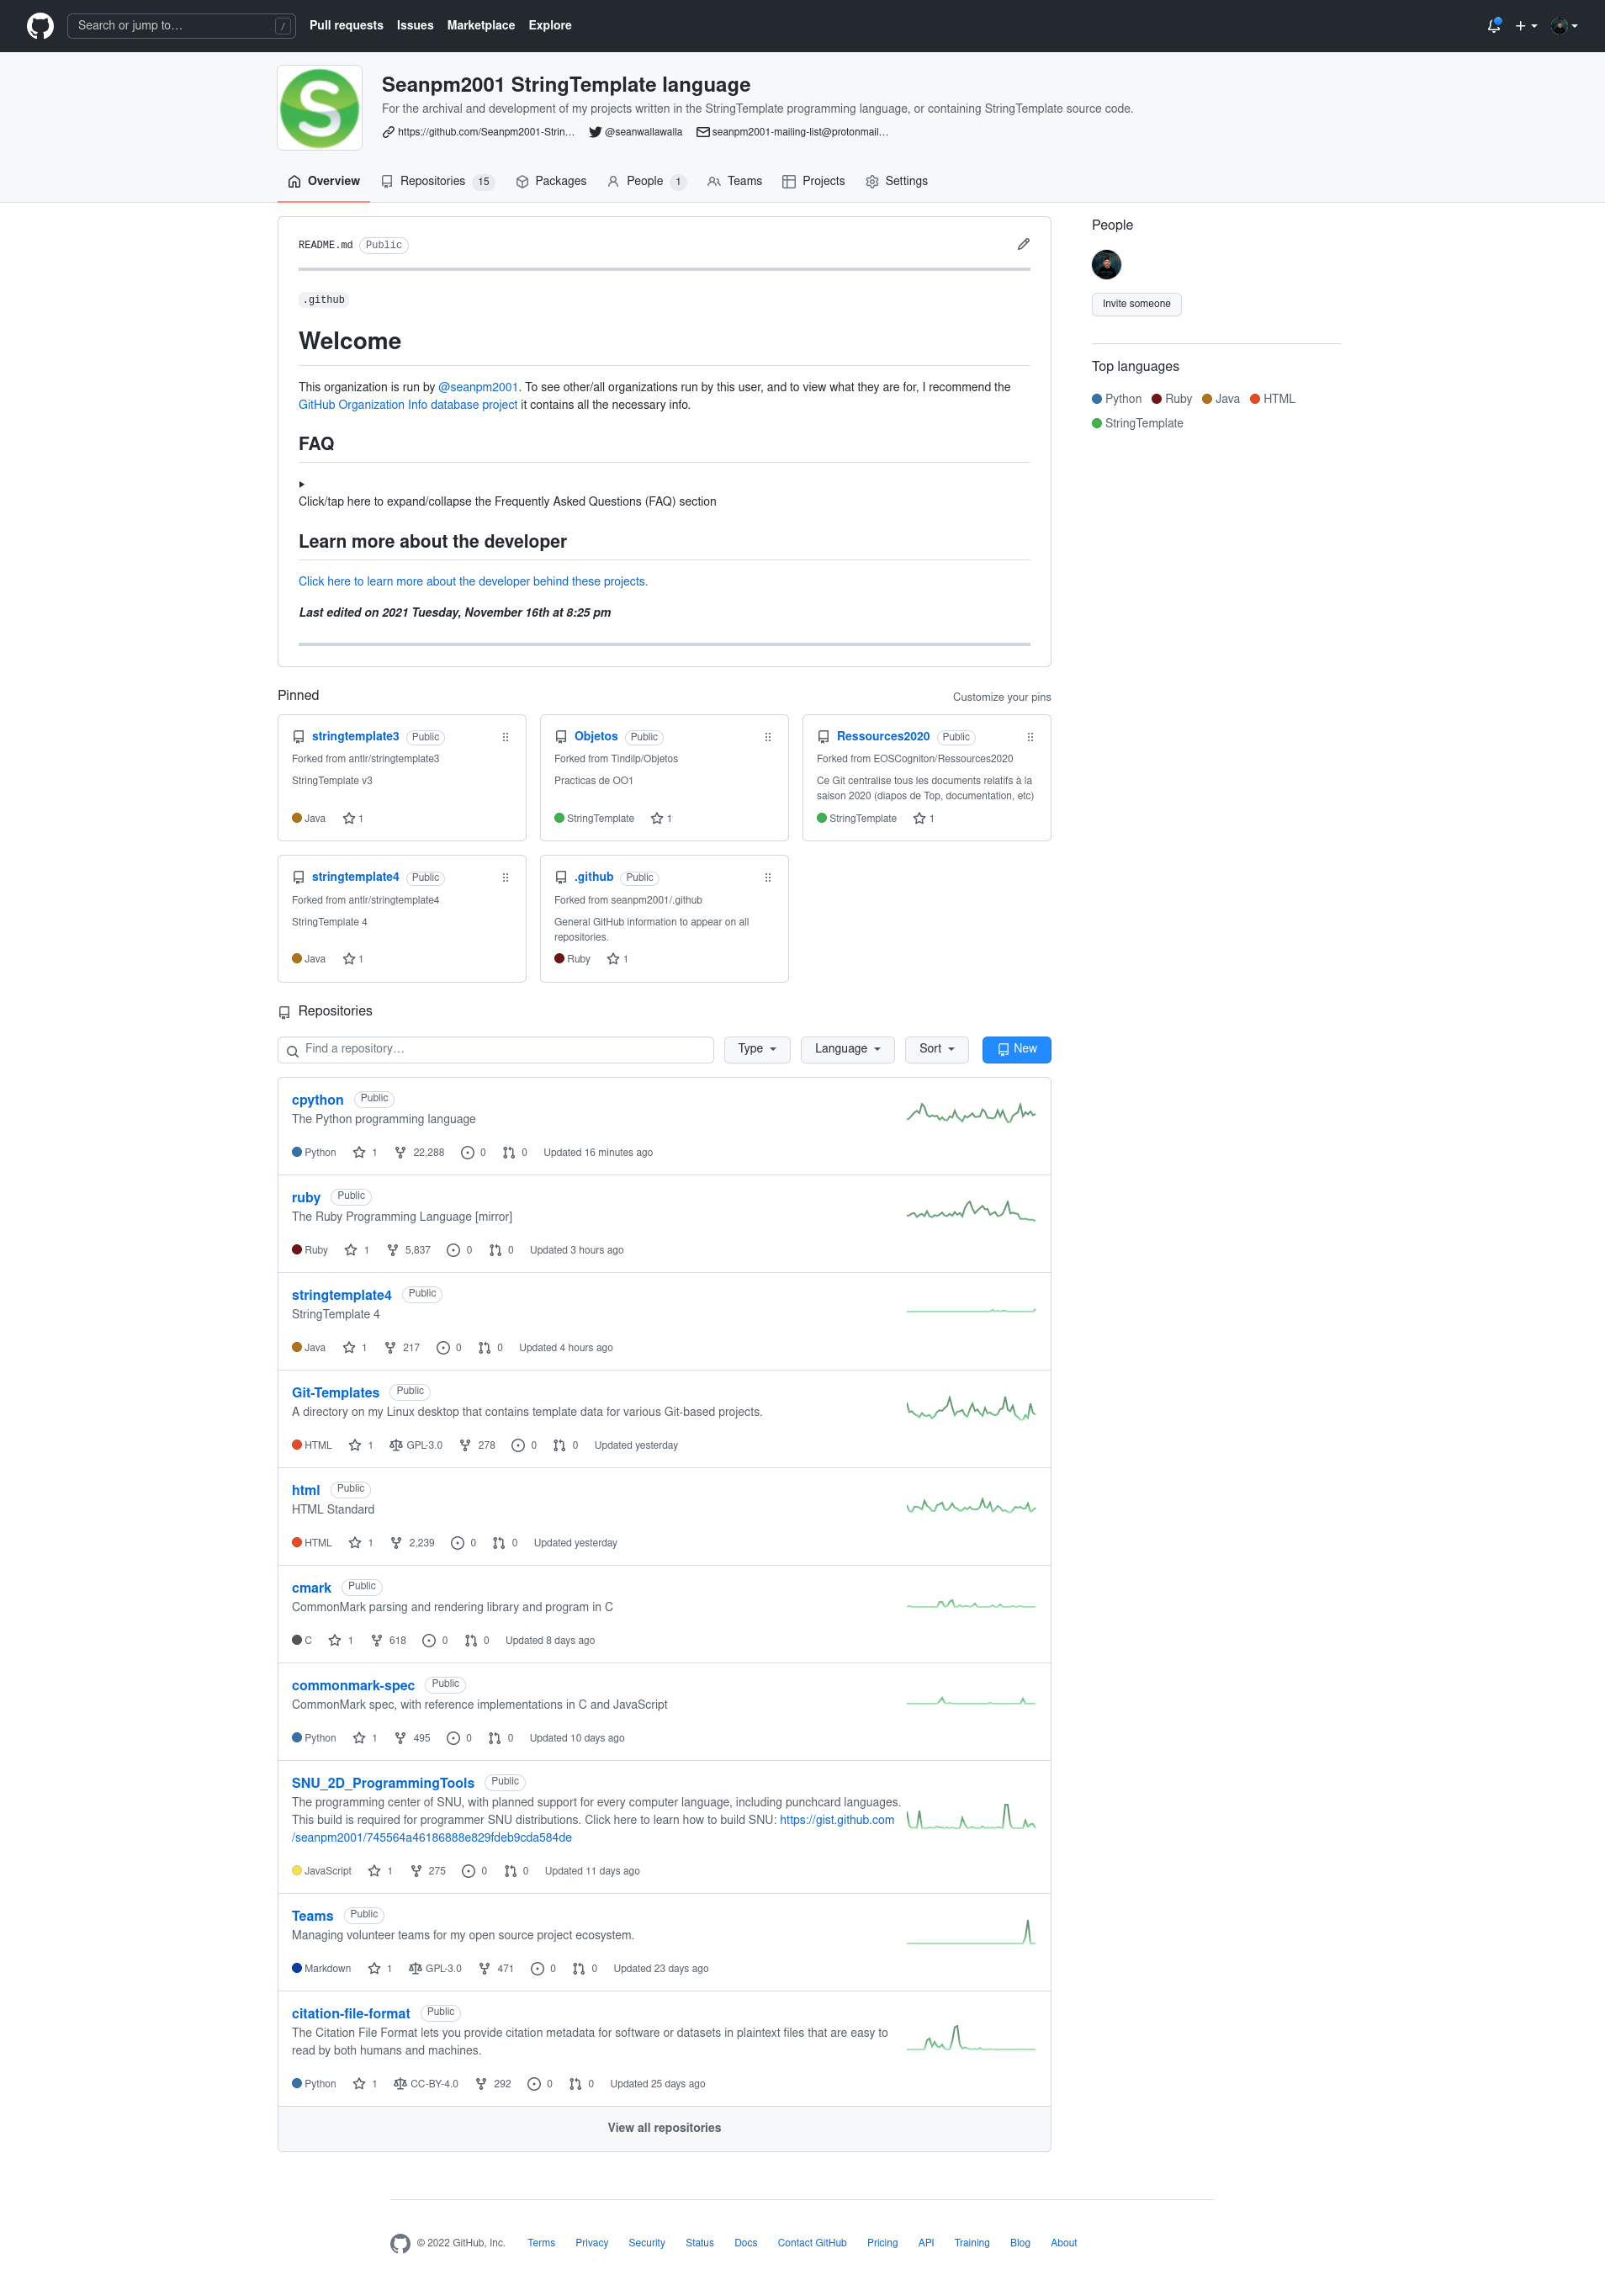 Search or jump to…
/
Pull requests
Issues
Marketplace
Explore
S
Seanpm2001 StringTemplate language
For the archival and development of my projects written in the StringTemplate programming language, or containing StringTemplate source code.
https://github.com/Seanpm2001-Strin…
@seanwallawalla
seanpm2001-mailing-list@protonmail…
Overview
Repositories 15
Packages
People 1
Teams
Projects
Settings
README.md Public
.github
Welcome
This organization is run by @seanpm2001. To see other/all organizations run by this user, and to view what they are for, I recommend the
GitHub Organization Info database project it contains all the necessary info.
FAQ
Click/tap here to expand/collapse the Frequently Asked Questions (FAQ) section
Learn more about the developer
Click here to learn more about the developer behind these projects.
Last edited on 2021 Tuesday, November 16th at 8:25 pm
People
Invite someone
Top languages
Python Ruby Java HTML
StringTemplate
Pinned
Customize your pins
stringtemplate3 Public
Forked from antlr/stringtemplate3
StringTemplate v3
Java 1
Objetos Public
Forked from Tindilp/Objetos
Practicas de OO1
StringTemplate 1
Ressources2020 Public
Forked from EOSCogniton/Ressources2020
Ce Git centralise tous les documents relatifs à la
saison 2020 (diapos de Top, documentation, etc)
StringTemplate 1
stringtemplate4 Public
Forked from antlr/stringtemplate4
StringTemplate 4
Java 1
.github Public
Forked from seanpm2001/.github
General GitHub information to appear on all
repositories.
Ruby 1
Repositories
Find a repository…
Type
Language
Sort
New
cpython Public
The Python programming language
Python 1 22,288 0 0 Updated 16 minutes ago
ruby Public
The Ruby Programming Language [mirror]
Ruby 1 5,837 0 0 Updated 3 hours ago
stringtemplate4 Public
StringTemplate 4
Java 1 217 0 0 Updated 4 hours ago
Git-Templates Public
A directory on my Linux desktop that contains template data for various Git-based projects.
HTML 1 GPL-3.0 278 0 0 Updated yesterday
html Public
HTML Standard
HTML 1 2,239 0 0 Updated yesterday
cmark Public
CommonMark parsing and rendering library and program in C
C 1 618 0 0 Updated 8 days ago
commonmark-spec Public
CommonMark spec, with reference implementations in C and JavaScript
Python 1 495 0 0 Updated 10 days ago
SNU_2D_ProgrammingTools Public
The programming center of SNU, with planned support for every computer language, including punchcard languages.
This build is required for programmer SNU distributions. Click here to learn how to build SNU: https://gist.github.com
/seanpm2001/745564a46186888e829fdeb9cda584de
JavaScript 1 275 0 0 Updated 11 days ago
Teams Public
Managing volunteer teams for my open source project ecosystem.
Markdown 1 GPL-3.0 471 0 0 Updated 23 days ago
citation-file-format Public
The Citation File Format lets you provide citation metadata for software or datasets in plaintext files that are easy to
read by both humans and machines.
Python 1 CC-BY-4.0 292 0 0 Updated 25 days ago
View all repositories
© 2022 GitHub, Inc.
Terms
Privacy
Security
Status
Docs
Contact GitHub
Pricing
API
Training
Blog
About